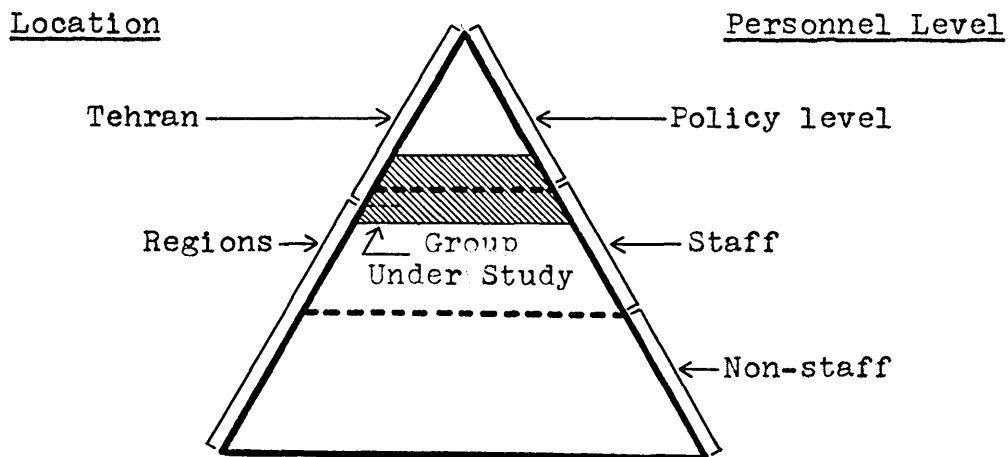 Location
Personnel Level
Tehran
Policy level
Regions
Group
Under Study
Staff
Non-staff